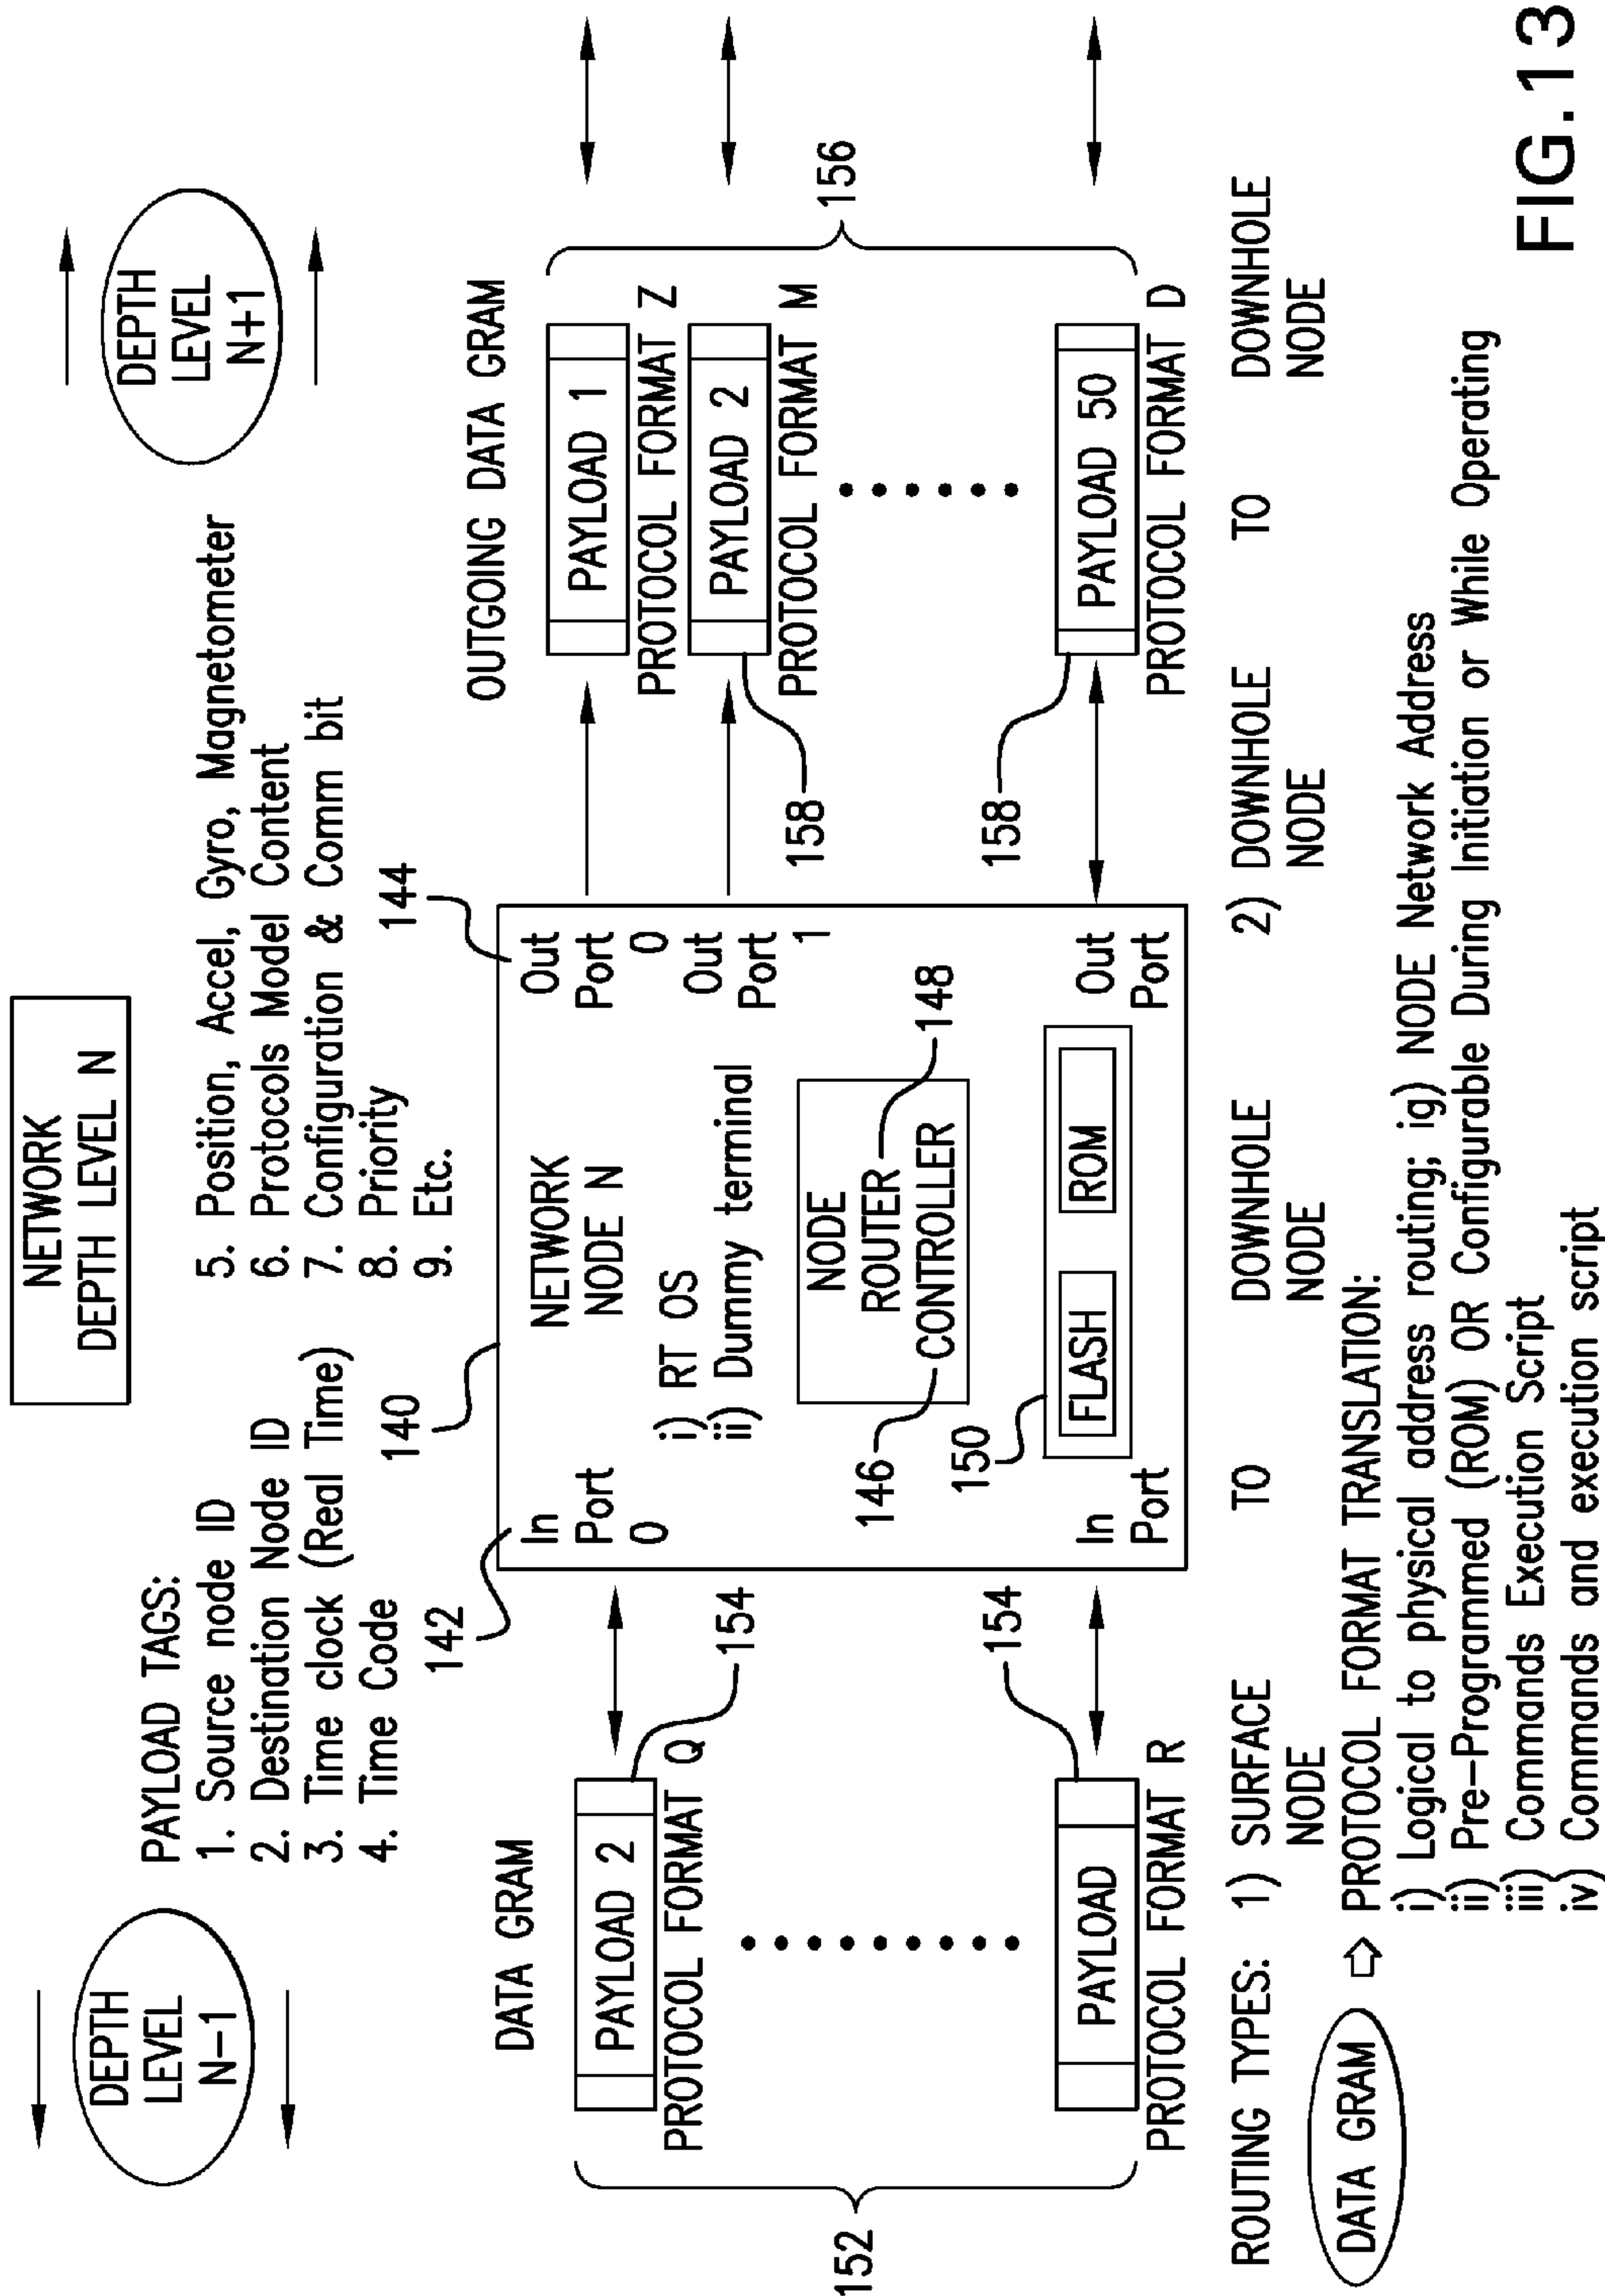 NETWORK
DEPTH LEVEL N
DEPTH
LEVEL
N-1
DEPTH
LEVEL
N+1
PAYLOAD TAGS:
1. Source node ID
2. Destination Node ID
3. Time clock (Real Time)
4. Time Code
5. Position, Accel, Gyro, Magnetometer
6. Protocols Model Content
7. Configuration & Comm bit
8. Priority
9. Etc.
142
140
144
DATA GRAM
PAYLOAD 2
PROTOCOL FORMAT Q
154
PAYLOAD
PROTOCOL FORMAT R
154
152
In
Port
0
In
Port
NETWORK
NODE N
i) RT OS
ii) Dummy terminal
NODE
ROUTER
CONTROLLER
146
148
150
FLASH
ROM
Out
Port
0
Out
Port
1
Out
Port
OUTGOING DATA GRAM
PAYLOAD 1
PROTOCOL FORMAT Z
PAYLOAD 2
PROTOCOL FORMAT M
158
PAYLOAD 50
PROTOCOL FORMAT D
158
156
ROUTING TYPES: 1) SURFACE NODE TO DOWNHOLE NODE 2) DOWNHOLE NODE TO DOWNHOLE NODE
DATA GRAM
PROTOCOL FORMAT TRANSLATION:
i) Logical to physical address routing; ig) NODE Network Address
ii) Pre-Programmed (ROM) OR Configurable During Initiation or While Operating
iii) Commands Execution Script
iv) Commands and execution script
FIG.13